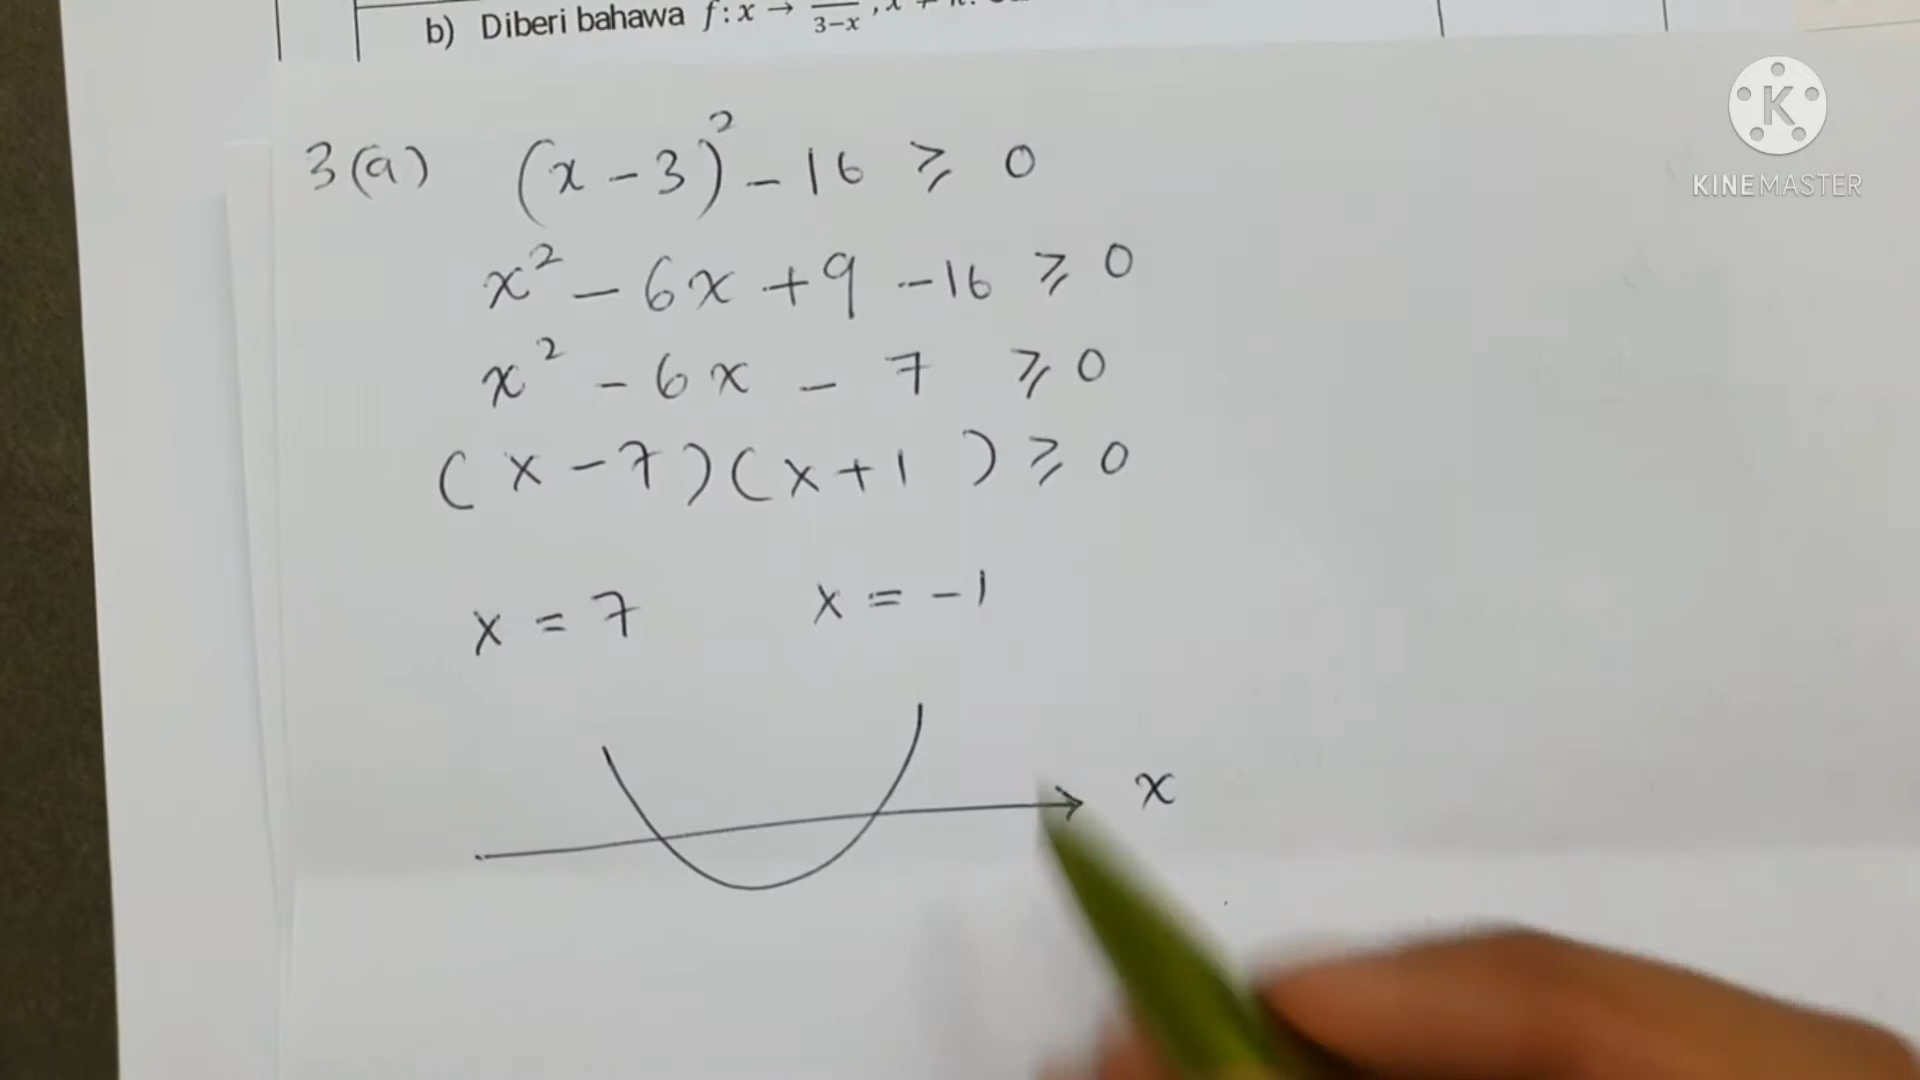 b) Diberi bahawa f : x → 3−x , x ≠
K
KINEMASTER
3(a) (x − 3)² − 16 ⩾ 0
x² − 6x + 9 − 16 ⩾ 0
x² − 6x − 7 ⩾ 0
(x − 7)(x + 1) ⩾ 0
x = 7 x = −1
x